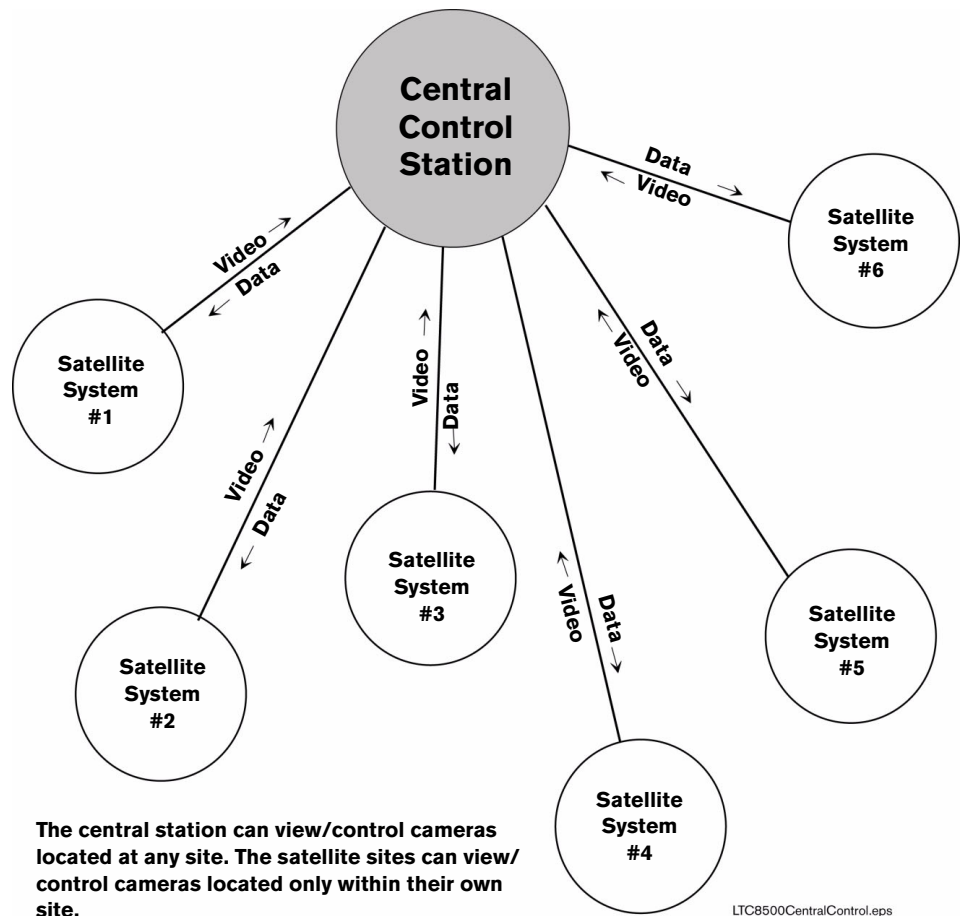 Central
Control
Station
Data →
← Video
Satellite
System
#6
Video →
← Data
Satellite
System
#1
Video →
← Data
Satellite
System
#2
Video →
Data →
Satellite
System
#3
← Video
Data →
Satellite
System
#4
Data →
← Video
Satellite
System
#5
The central station can view/control cameras
located at any site. The satellite sites can view/
control cameras located only within their own
site.
LTC8500CentralControl.eps